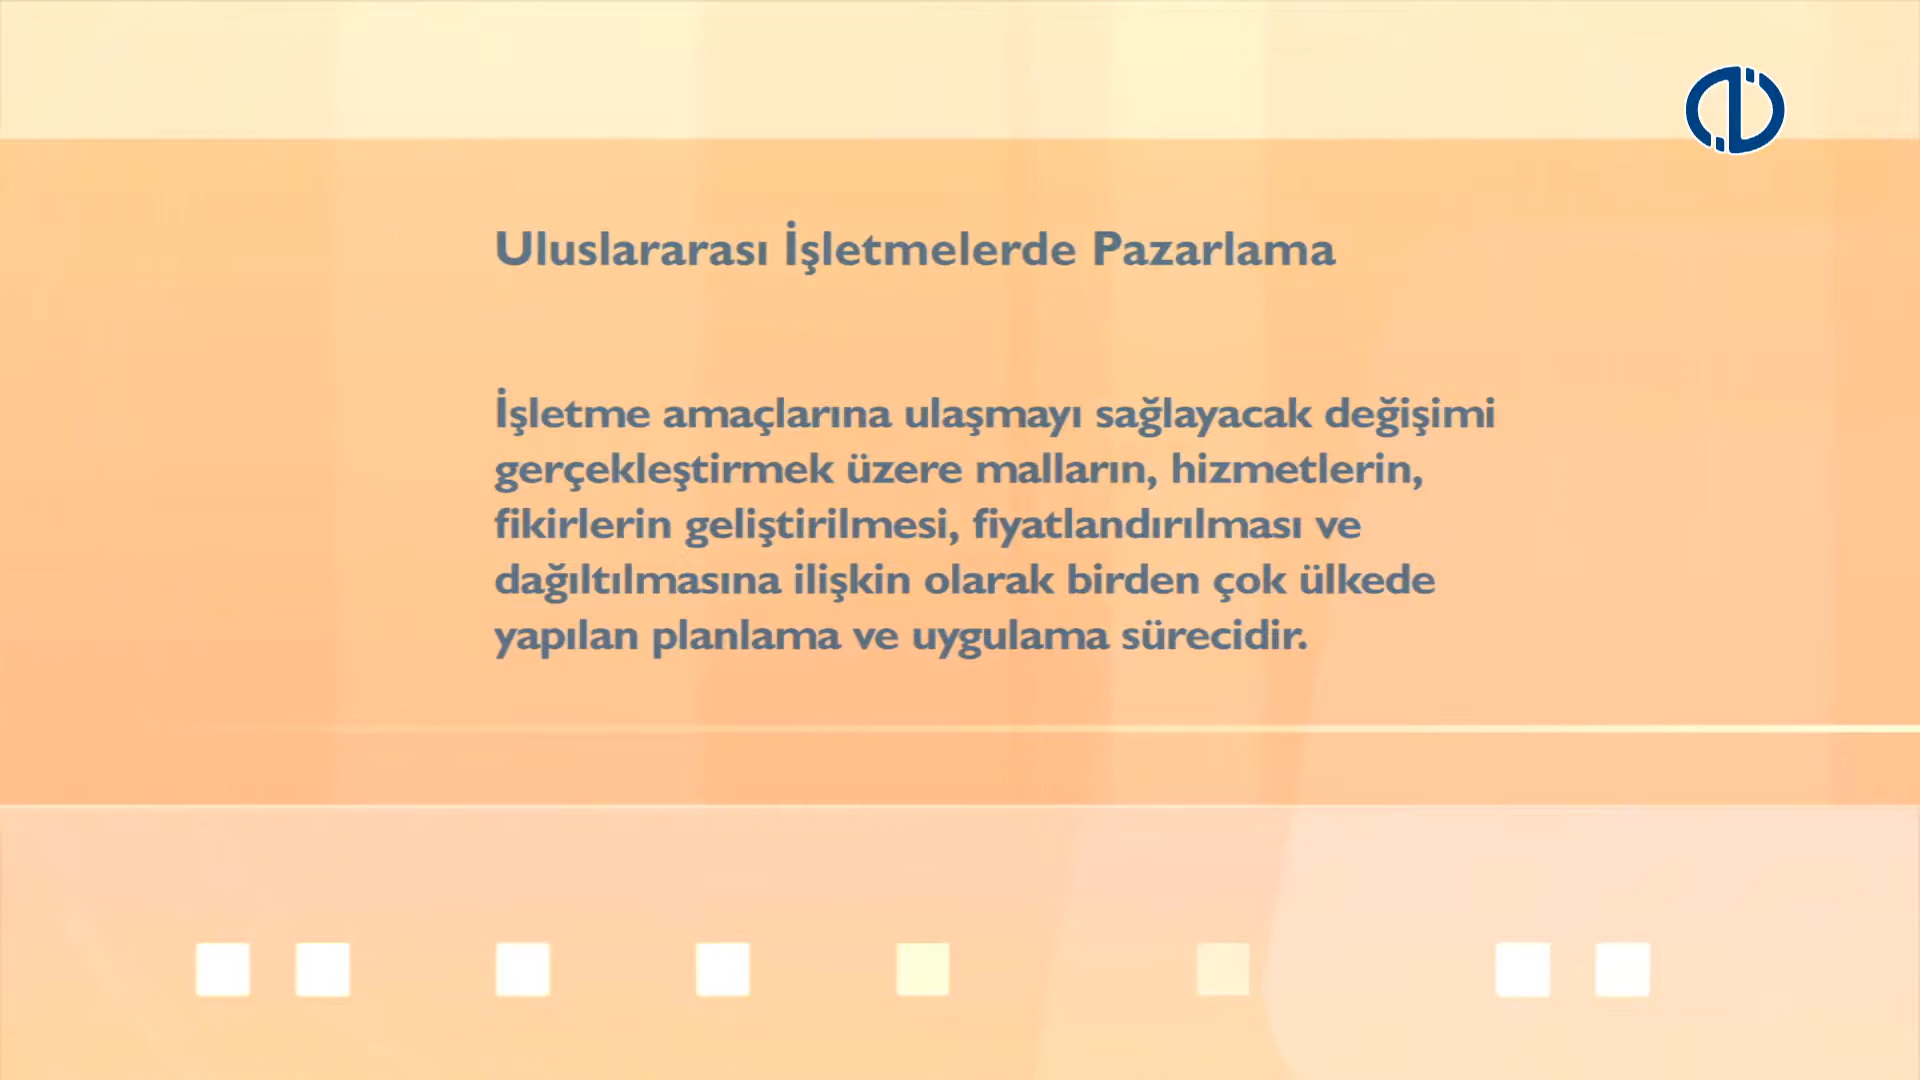 Uluslararası İşletmelerde Pazarlama
İşletme amaçlarına ulaşmayı sağlayacak değişimi
gerçekleştirmek üzere malların, hizmetlerin,
fikirlerin geliştirilmesi, fiyatlandırılması ve
dağıltılmasına ilişkin olarak birden çok ülkede
yapılan planlama ve uygulama sürecidir.